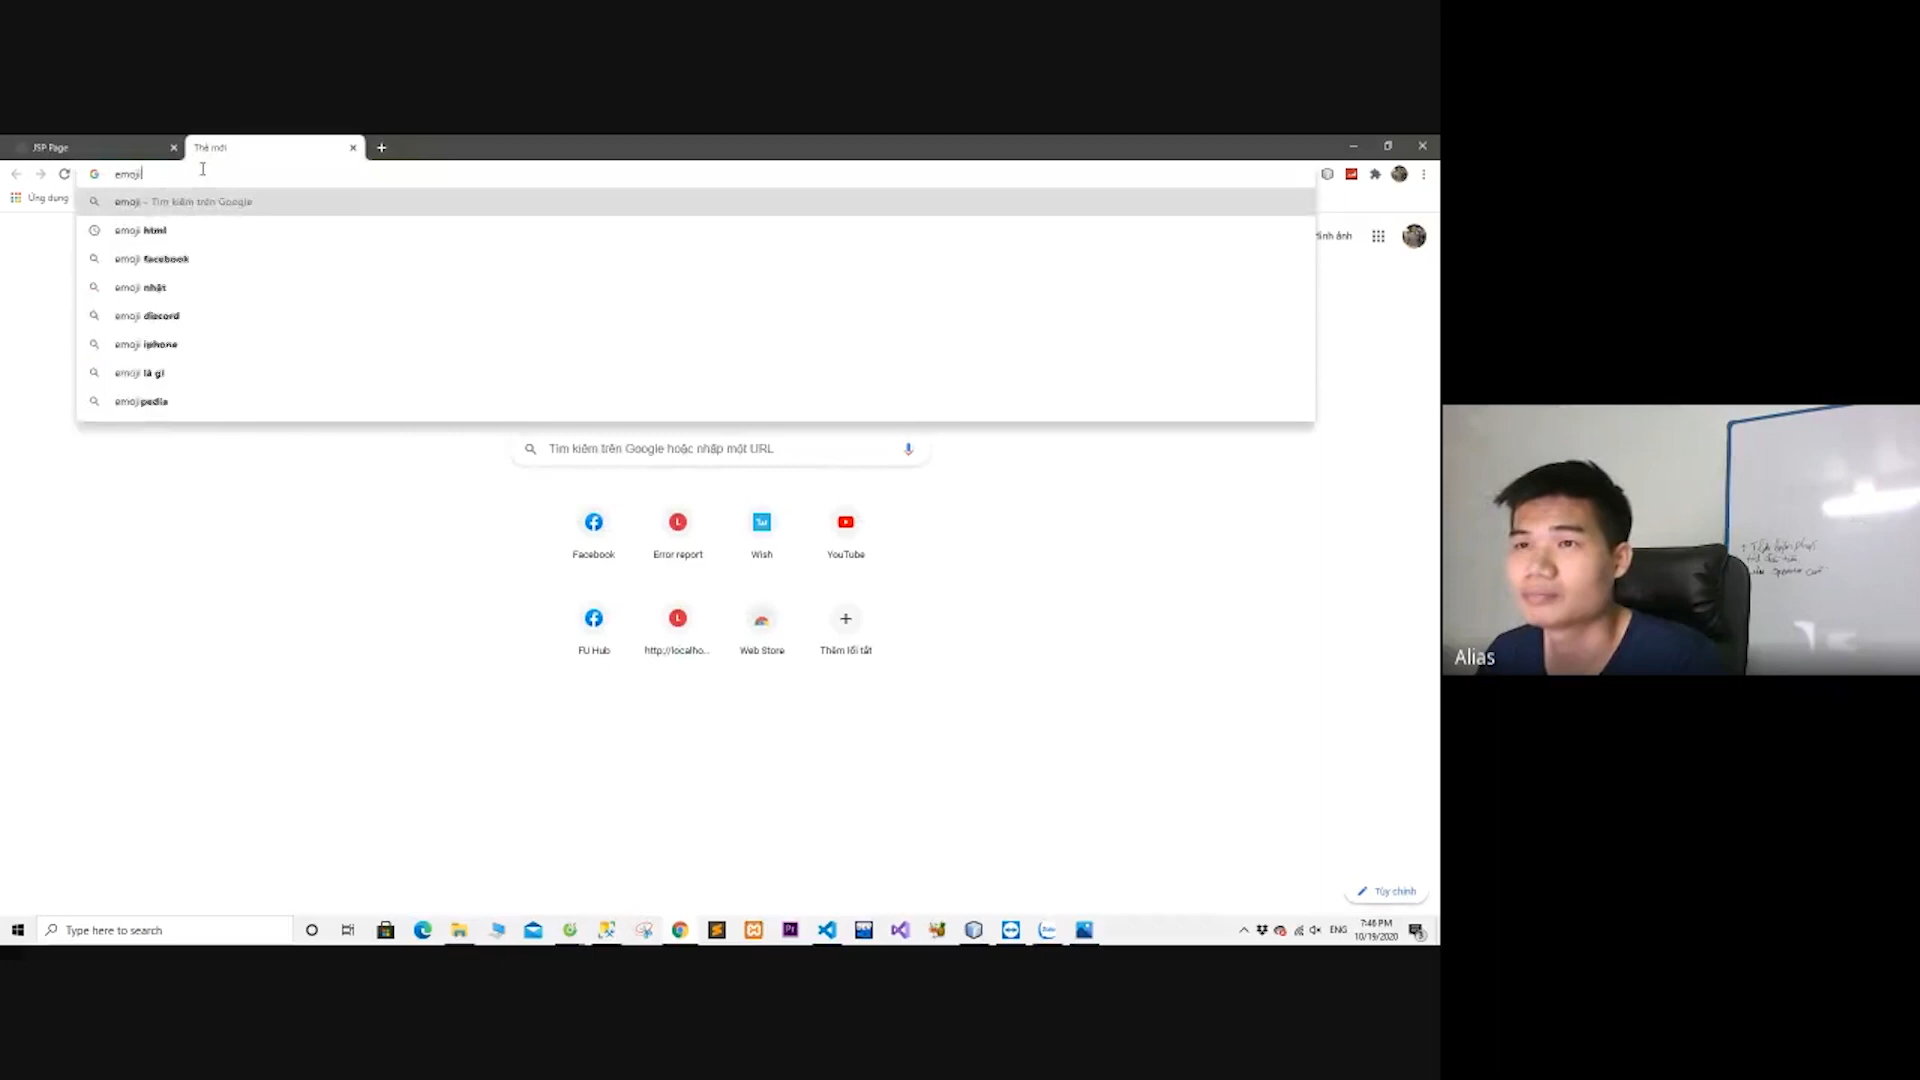 JSP Page
Thẻ mới
emoji
Ứng dụng
emoji – Tìm kiếm trên Google
emoji html
Hình ảnh
emoji facebook
emoji nhật
emoji discord
emoji iphone
emoji là gì
emojipedia
Tìm kiếm trên Google hoặc nhập một URL
Facebook
Error report
Wish
YouTube
FU Hub
http://localho...
Web Store
Thêm lối tắt
Alias
Tùy chỉnh
Type here to search
ENG
7:46 PM
10/19/2020